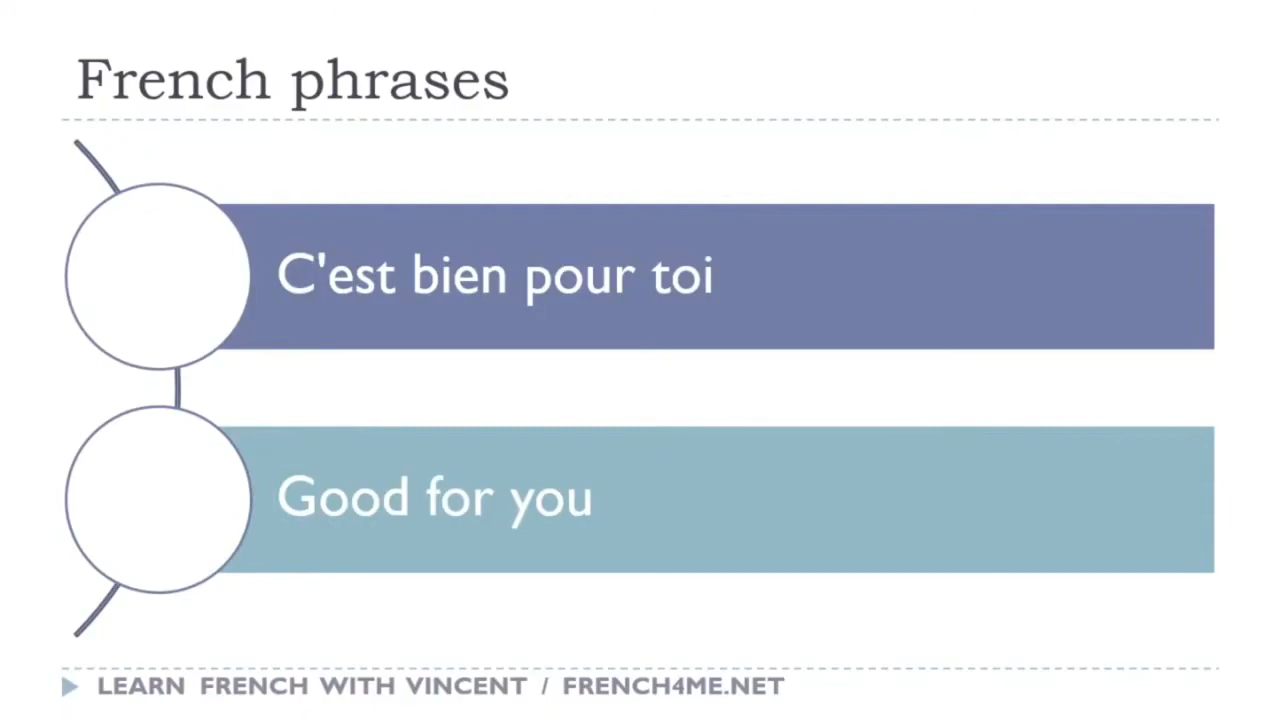 French phrases
C'est bien pour toi
Good for you
LEARN FRENCH WITH VINCENT / FRENCH4ME.NET